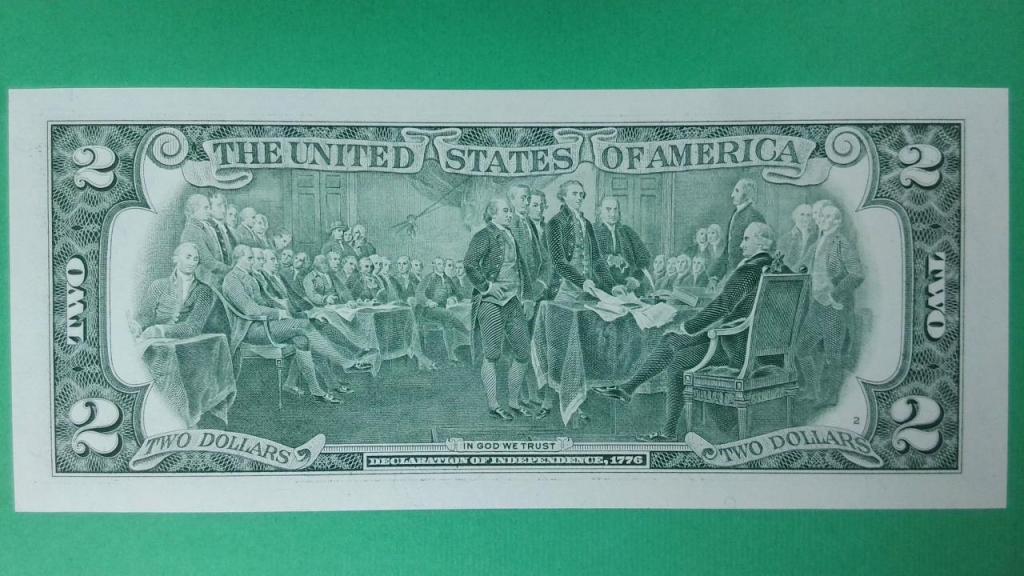 2 THE UNITED STATES OF AMERICA 2
TWO
TWO
2 TWO DOLLARS
IN GOD WE TRUST
DECLARATION OF INDEPENDENCE, 1776
TWO DOLLARS 2
2